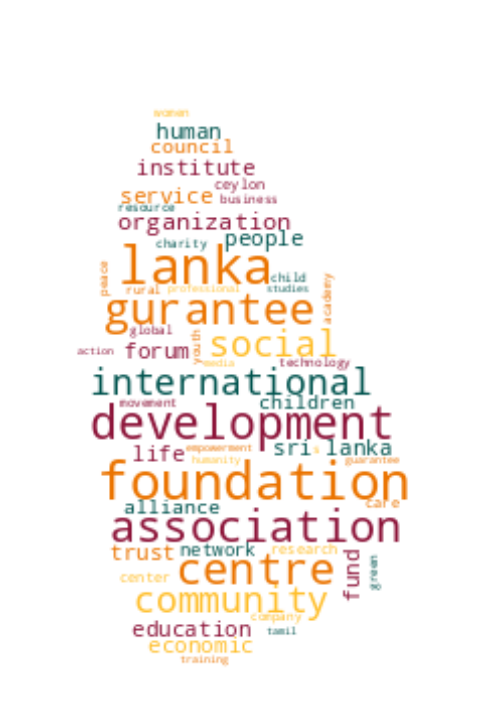 women
human
council
institute
ceylon
service business
resource
organization
charity people
lanka
peace child
rural professional studies
gurantee academy
global
youth social
action forum
media technology
international
movement children
development
empowerment sri s lanka
life
humanity guarantee
foundation
care
alliance
association
trust network research
centre fund green
center
community
company
education tamil
economic
training